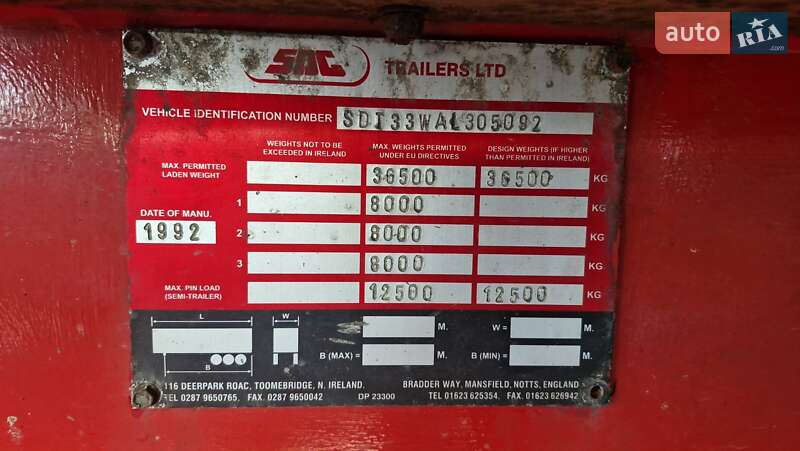 auto RIA.com
SAC TRAILERS LTD
VEHICLE IDENTIFICATION NUMBER SDT33WAL305092
WEIGHTS NOT TO BE EXCEEDED IN IRELAND
MAX. WEIGHTS PERMITTED UNDER EU DIRECTIVES
DESIGN WEIGHTS (IF HIGHER THAN PERMITTED IN IRELAND)
MAX. PERMITTED LADEN WEIGHT 36500 36500 KG
DATE OF MANU.
1992
1 8000 KG
2 8000 KG
3 8000 KG
MAX. PIN LOAD (SEMI-TRAILER) 12500 12500 KG
L W
B
M. W = M.
B (MAX) = M. B (MIN) = M.
116 DEERPARK ROAC, TOOMEBRIDGE, N. IRELAND. BRADDER WAY, MANSFIELD, NOTTS, ENGLAND
TEL 0287 9650765. FAX. 0287 9650042 DP 23300 TEL 01623 625354. FAX. 01623 626942